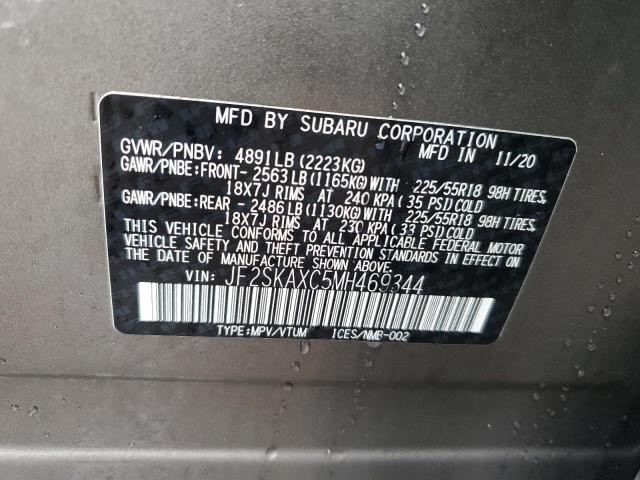 MFD BY SUBARU CORPORATION
GVWR/PNBV: 4891LB(2223KG) MFD IN 11/20
GAWR/PNBE:FRONT- 2563LB(1165KG)WITH 225/55R18 98H TIRES,
18X7J RIMS AT 240 KPA(35 PSI)COLD
GAWR/PNBE:REAR - 2486LB(1130KG)WITH 225/55R18 98H TIRES,
18X7J RIMS AT 230 KPA(33 PSI)COLD
THIS VEHICLE CONFORMS TO ALL APPLICABLE FEDERAL MOTOR
VEHICLE SAFETY AND THEFT PREVENTION STANDARDS IN EFFECT ON
THE DATE OF MANUFACTURE SHOWN ABOVE.
VIN: JF2SKAXC5MH469344
TYPE:MPV/VTUM ICES/NMB-002